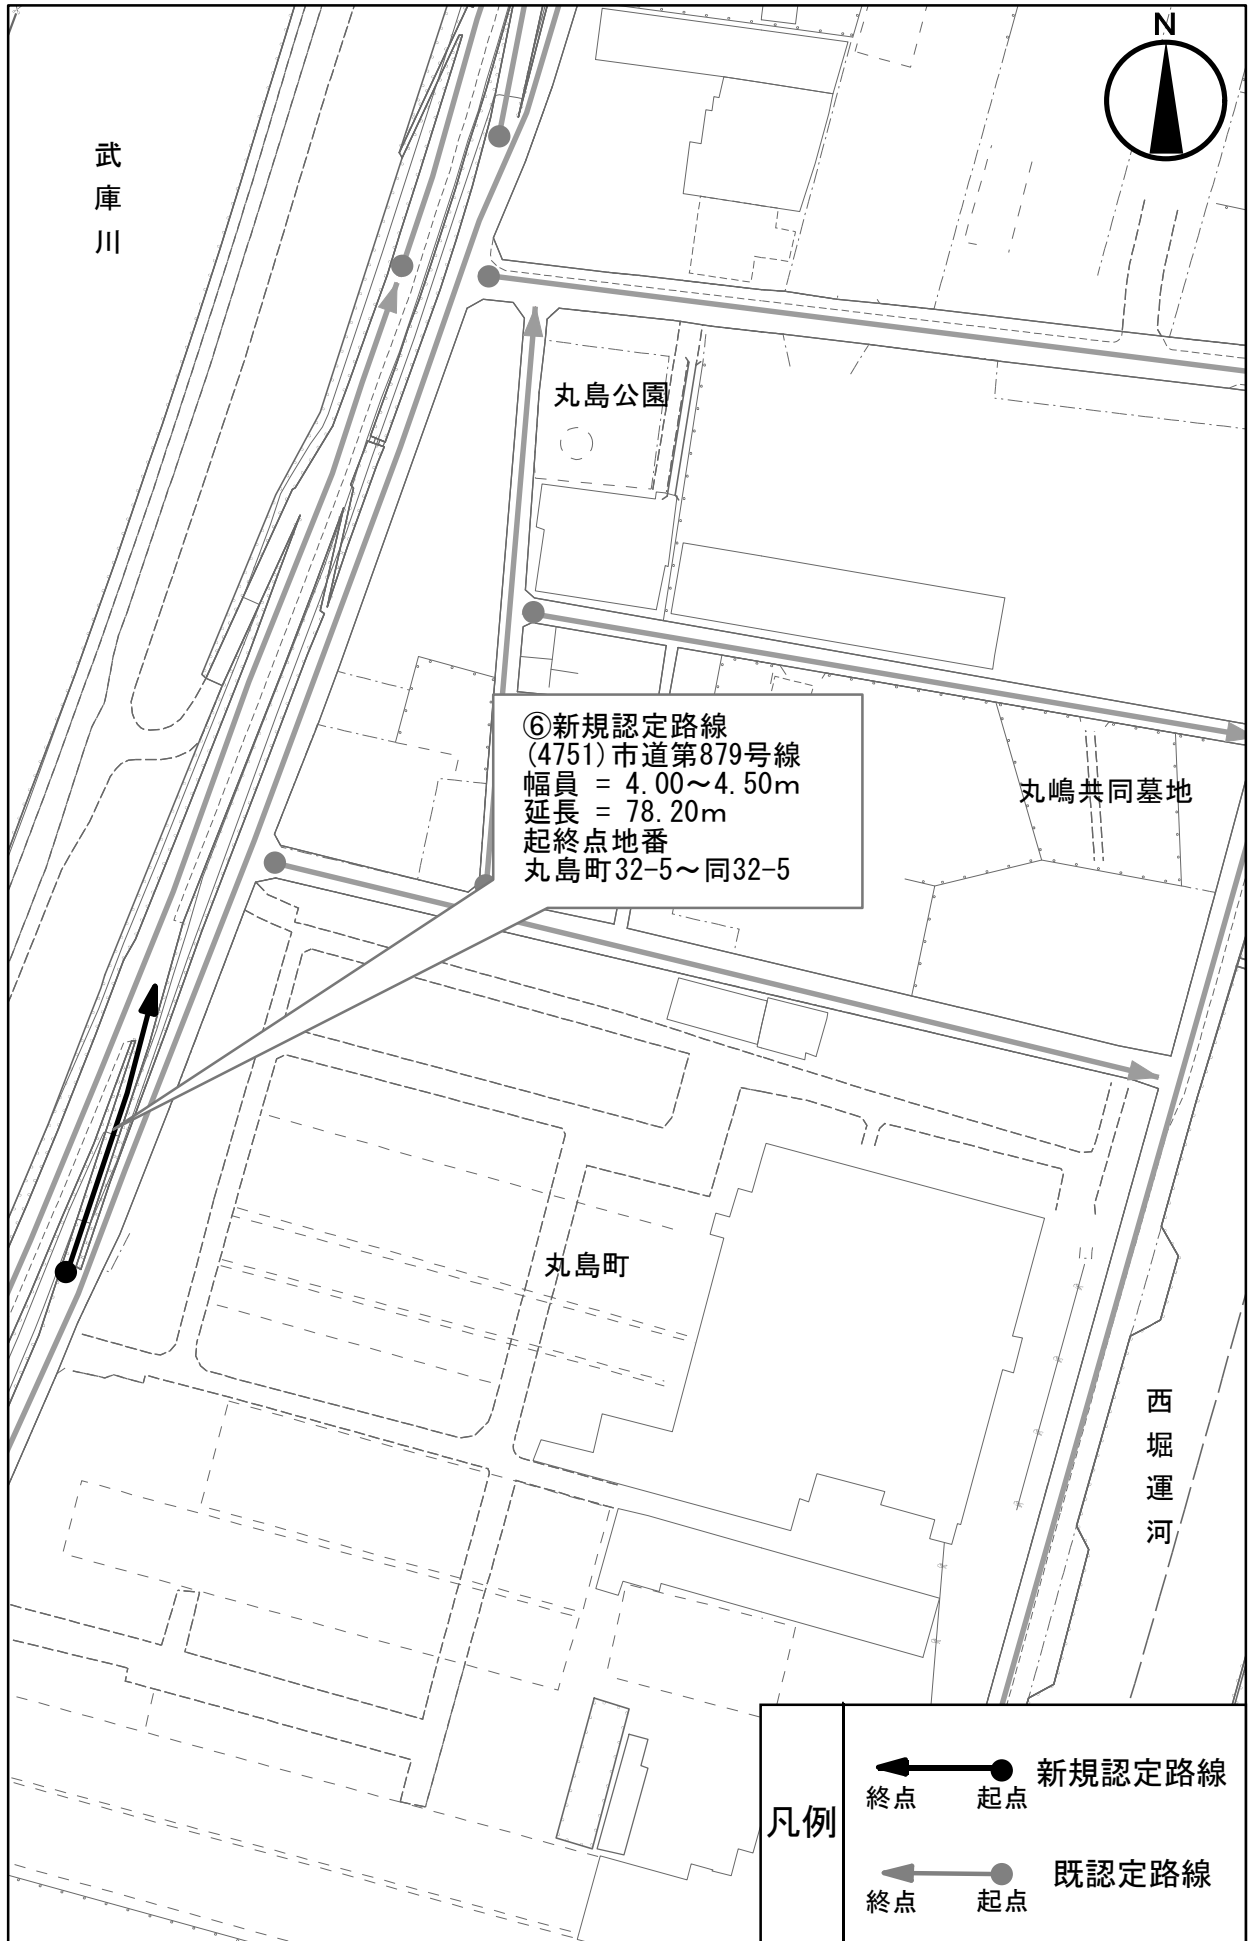 N
武庫川
丸島公園
⑥新規認定路線
(4751)市道第879号線
幅員 = 4.00～4.50m
延長 = 78.20m
起終点地番
丸島町32-5～同32-5
丸嶋共同墓地
丸島町
西堀運河
凡例
新規認定路線
終点 起点
既認定路線
終点 起点